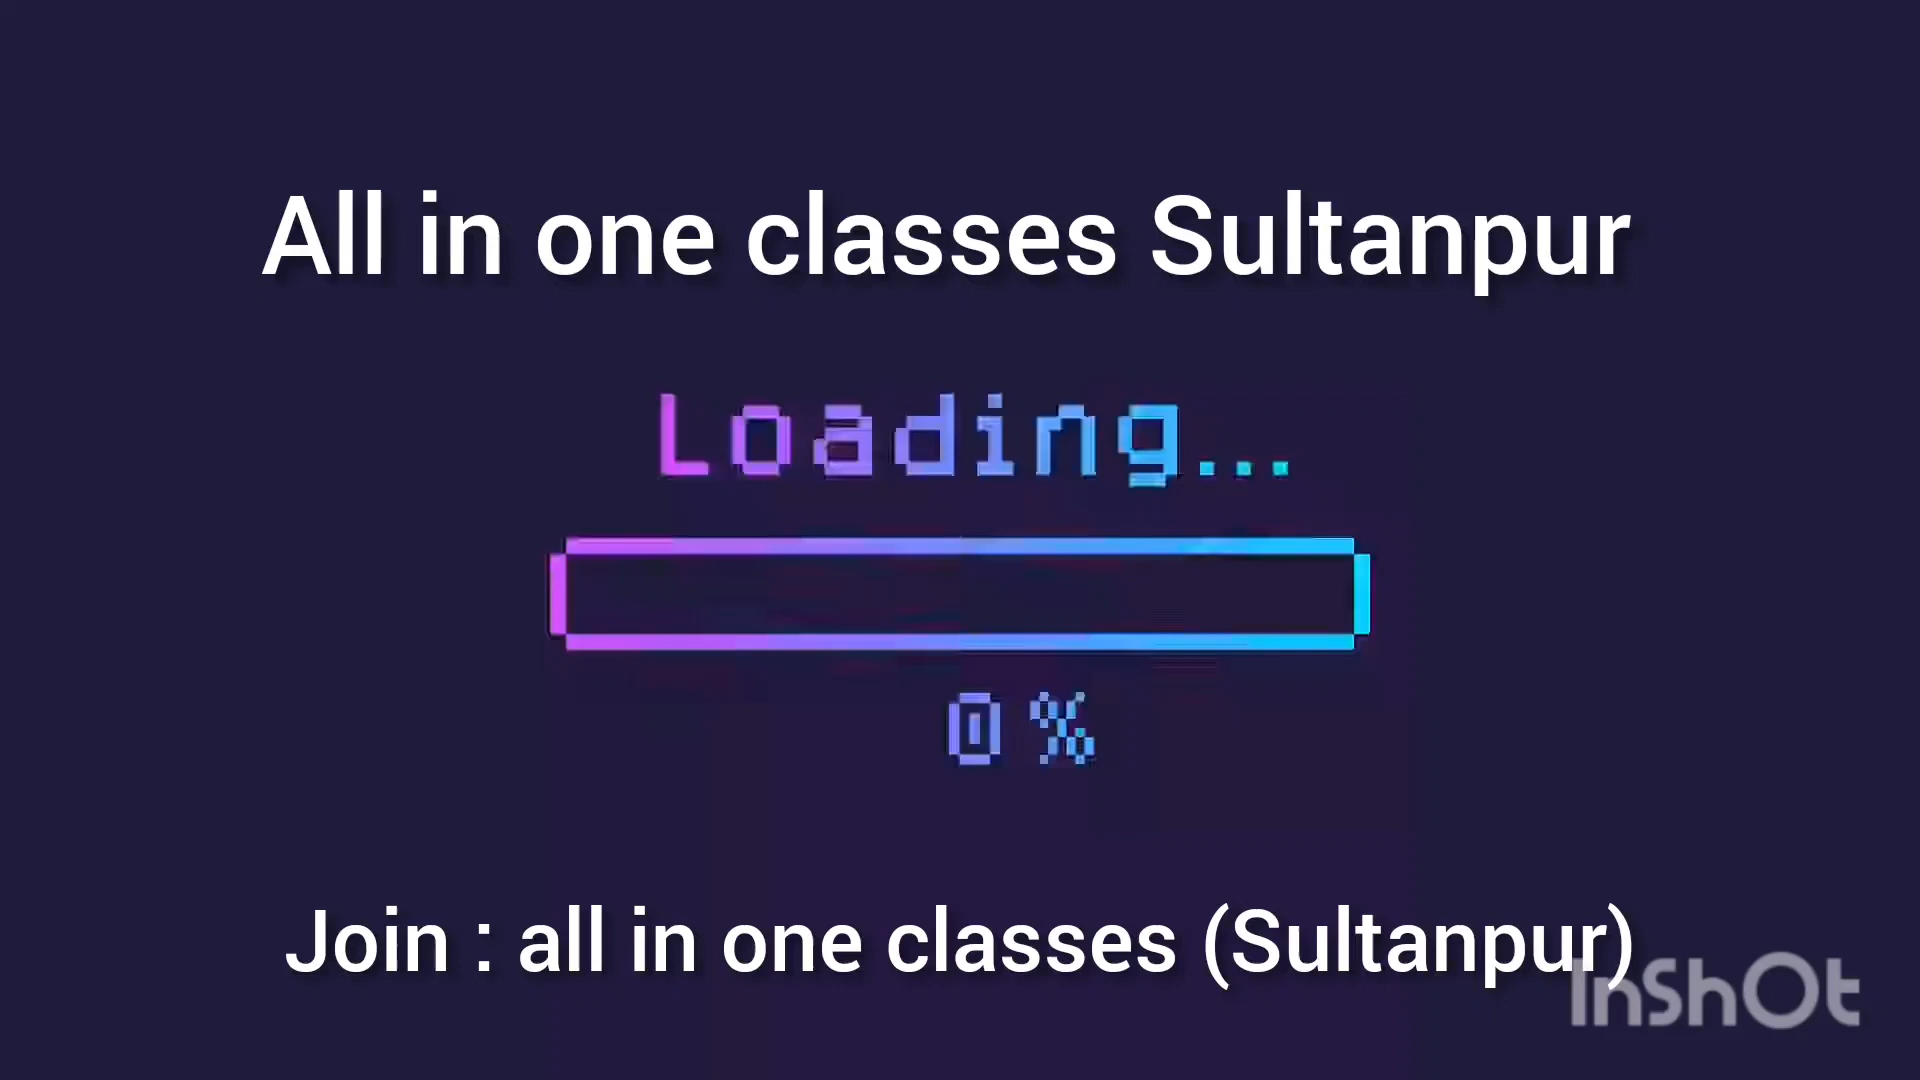 All in one classes Sultanpur
Loading...
0 %
Join : all in one classes (Sultanpur)
InShOt